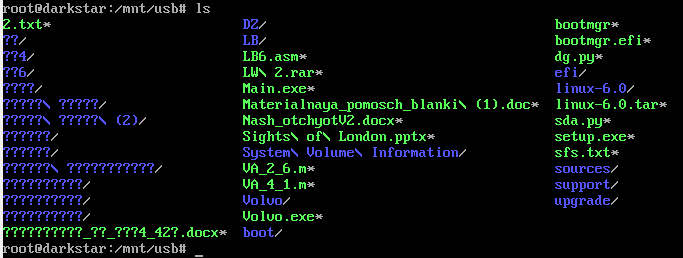 root@darkstar:/mnt/usb# ls
2.txt* DZ/ bootmgr*
??/ LB/ bootmgr.efi*
??4/ LB6.asm* dg.py*
??6/ LW\ 2.rar* efi/
????/ Main.exe* linux-6.0/
?????\ ?????/ Materialnaya_pomosch_blanki\ (1).doc* linux-6.0.tar*
?????\ ?????\ (2)/ Nash_otchyotV2.docx* sda.py*
??????/ Sights\ of\ London.pptx* setup.exe*
??????/ System\ Volume\ Information/ sfs.txt*
??????\ ???????????/ VA_2_6.m* sources/
??????????/ VA_4_1.m* support/
??????????/ Volvo/ upgrade/
??????????/ Volvo.exe*
??????????_??_???4_42?.docx* boot/
root@darkstar:/mnt/usb# _